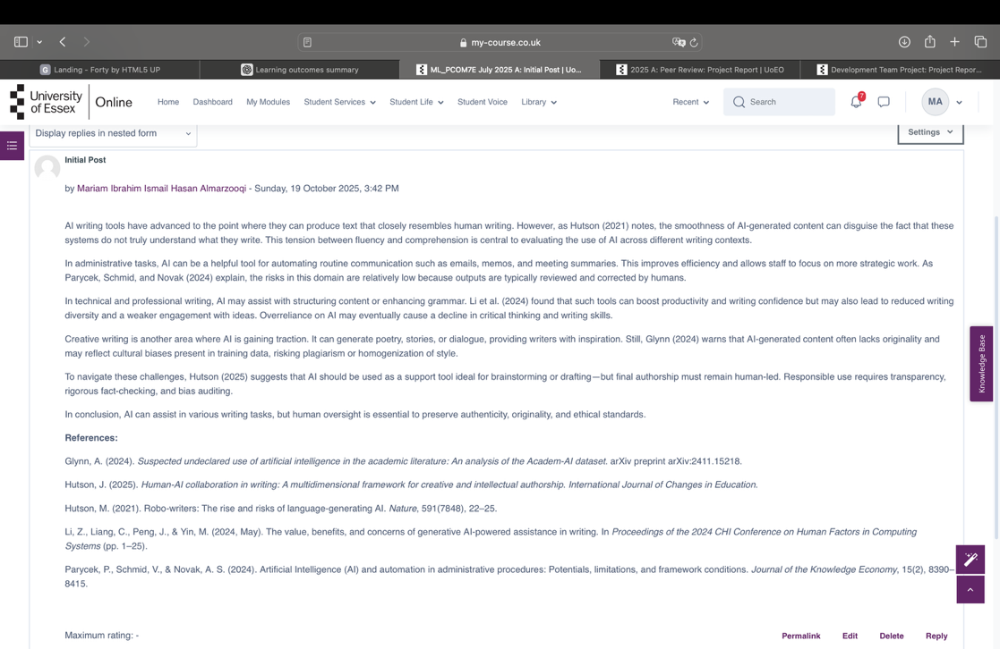 my-course.co.uk
Landing - Forty by HTML5 UP
Learning outcomes summary
ML_PCOM7E July 2025 A: Initial Post | Uo...
2025 A: Peer Review: Project Report | UoEO
Development Team Project: Project Repor...
University of Essex
Online
Home
Dashboard
My Modules
Student Services
Student Life
Student Voice
Library
Recent
Search
7
MA
Display replies in nested form
Settings
Initial Post
by Mariam Ibrahim Ismail Hasan Almarzooqi - Sunday, 19 October 2025, 3:42 PM
AI writing tools have advanced to the point where they can produce text that closely resembles human writing. However, as Hutson (2021) notes, the smoothness of AI-generated content can disguise the fact that these
systems do not truly understand what they write. This tension between fluency and comprehension is central to evaluating the use of AI across different writing contexts.
In administrative tasks, AI can be a helpful tool for automating routine communication such as emails, memos, and meeting summaries. This improves efficiency and allows staff to focus on more strategic work. As
Parycek, Schmid, and Novak (2024) explain, the risks in this domain are relatively low because outputs are typically reviewed and corrected by humans.
In technical and professional writing, AI may assist with structuring content or enhancing grammar. Li et al. (2024) found that such tools can boost productivity and writing confidence but may also lead to reduced writing
diversity and a weaker engagement with ideas. Overreliance on AI may eventually cause a decline in critical thinking and writing skills.
Creative writing is another area where AI is gaining traction. It can generate poetry, stories, or dialogue, providing writers with inspiration. Still, Glynn (2024) warns that AI-generated content often lacks originality and
may reflect cultural biases present in training data, risking plagiarism or homogenization of style.
To navigate these challenges, Hutson (2025) suggests that AI should be used as a support tool ideal for brainstorming or drafting—but final authorship must remain human-led. Responsible use requires transparency,
rigorous fact-checking, and bias auditing.
In conclusion, AI can assist in various writing tasks, but human oversight is essential to preserve authenticity, originality, and ethical standards.
References:
Glynn, A. (2024). Suspected undeclared use of artificial intelligence in the academic literature: An analysis of the Academ-AI dataset. arXiv preprint arXiv:2411.15218.
Hutson, J. (2025). Human-AI collaboration in writing: A multidimensional framework for creative and intellectual authorship. International Journal of Changes in Education.
Hutson, M. (2021). Robo-writers: The rise and risks of language-generating AI. Nature, 591(7848), 22–25.
Li, Z., Liang, C., Peng, J., & Yin, M. (2024, May). The value, benefits, and concerns of generative AI-powered assistance in writing. In Proceedings of the 2024 CHI Conference on Human Factors in Computing
Systems (pp. 1–25).
Parycek, P., Schmid, V., & Novak, A. S. (2024). Artificial Intelligence (AI) and automation in administrative procedures: Potentials, limitations, and framework conditions. Journal of the Knowledge Economy, 15(2), 8390–
8415.
Maximum rating: -
Permalink
Edit
Delete
Reply
Knowledge Base